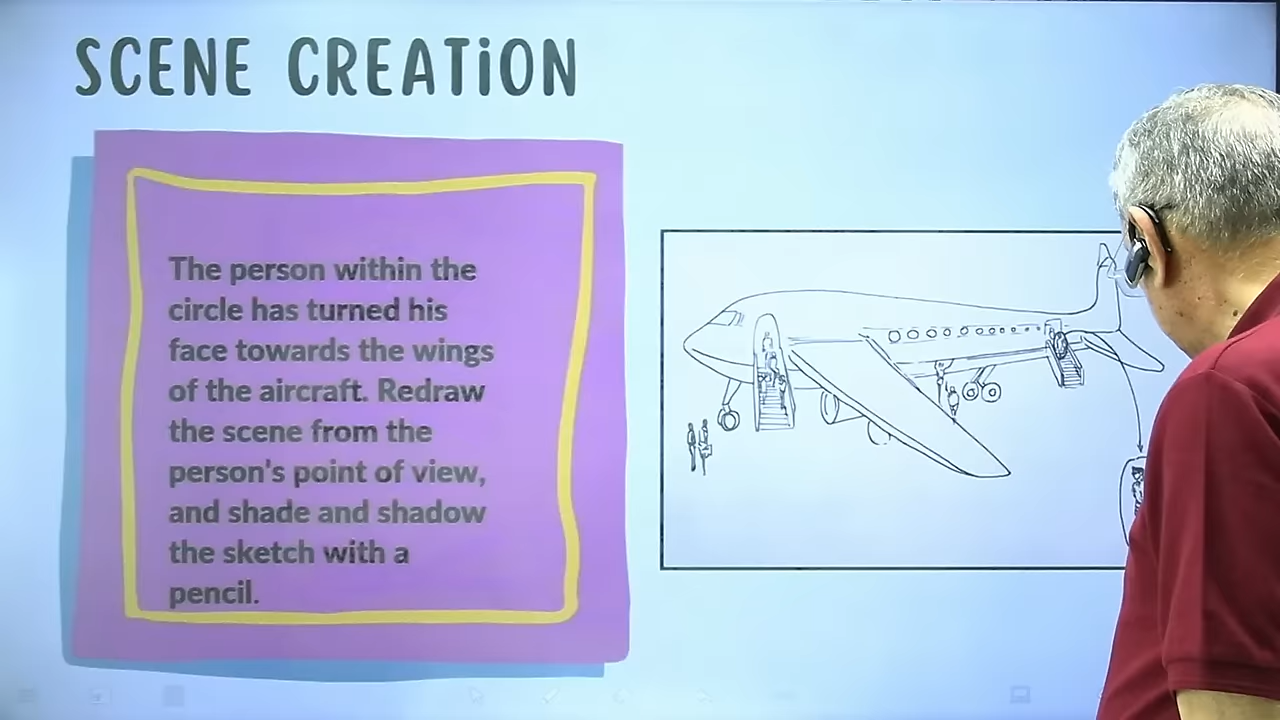 SCENE CREATiON
The person within the
circle has turned his
face towards the wings
of the aircraft. Redraw
the scene from the
person's point of view,
and shade and shadow
the sketch with a
pencil.